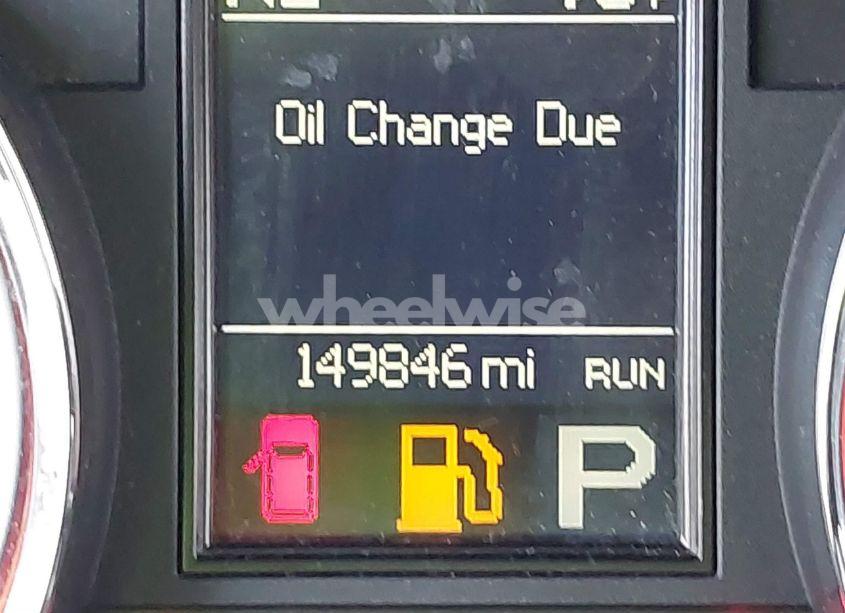 Oil Change Due
wheelwise
149846 mi RUN
P